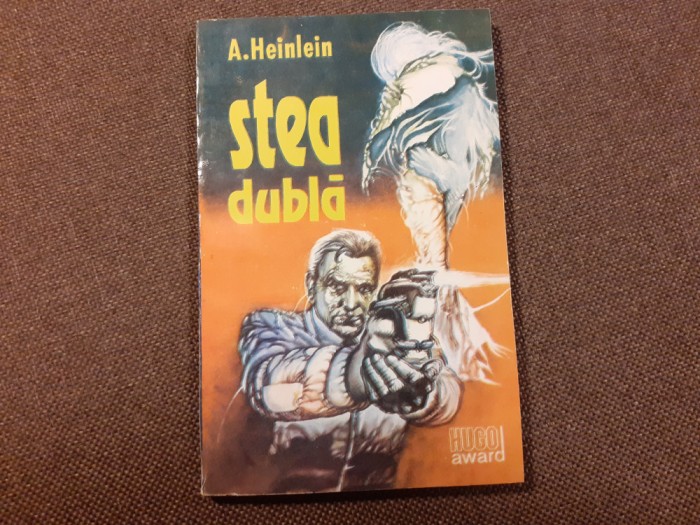 A.Heinlein
stea
dublă
HUGO
award